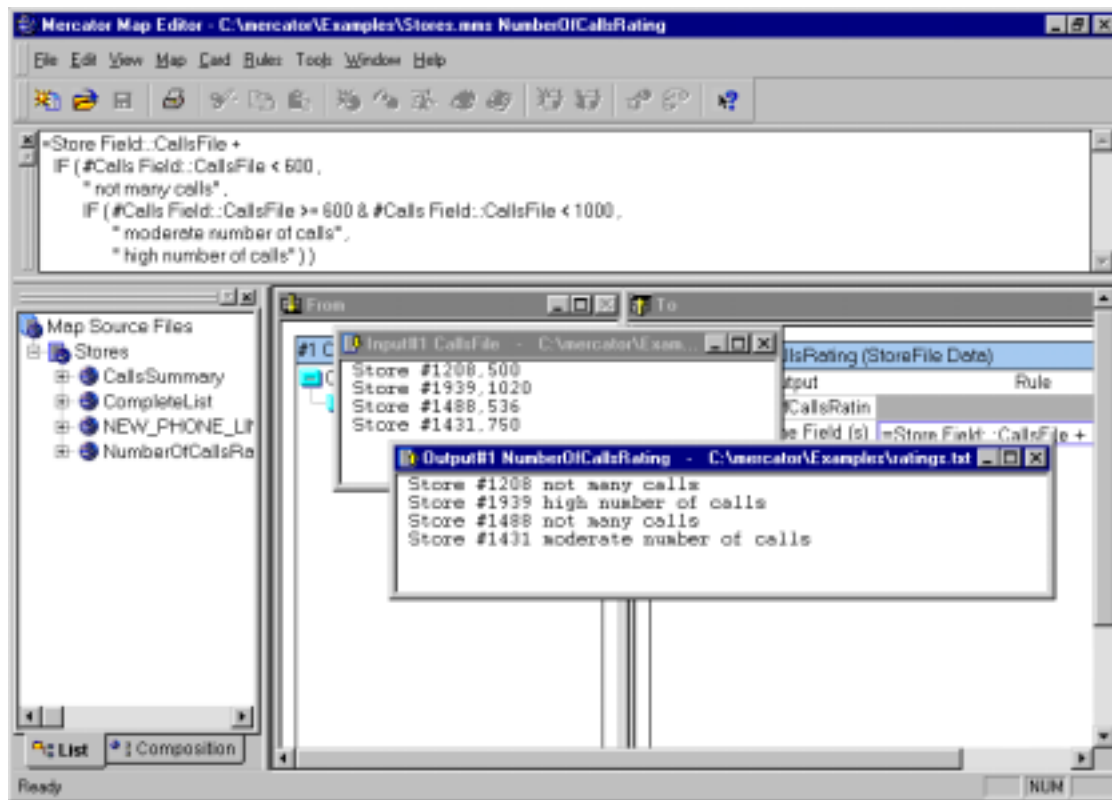 Mercator Map Editor - C:\mercator\Examples\Stores.mms NumberOfCallsRating
File Edit View Map Card Rules Tools Window Help
=Store Field:.:CallsFile +
IF ( #Calls Field:.:CallsFile < 600 ,
" not many calls" ,
IF ( #Calls Field:.:CallsFile >= 600 & #Calls Field:.:CallsFile < 1000 ,
" moderate number of calls" ,
" high number of calls" ) )
Map Source Files
Stores
CallsSummary
CompleteList
NEW_PHONE_LI
NumberOfCallsRa
List
Composition
From
To
#1 C
Input#1 CallsFile - C:\mercator\Exam...
Store #1208,500
Store #1939,1020
Store #1488,536
Store #1431,750
llsRating (StoreFile Data)
tput Rule
fCallsRatin
e Field (s) =Store Field:.:CallsFile +
Output#1 NumberOfCallsRating - C:\mercator\Examples\ratings.txt
Store #1208 not many calls
Store #1939 high number of calls
Store #1488 not many calls
Store #1431 moderate number of calls
Ready
NUM